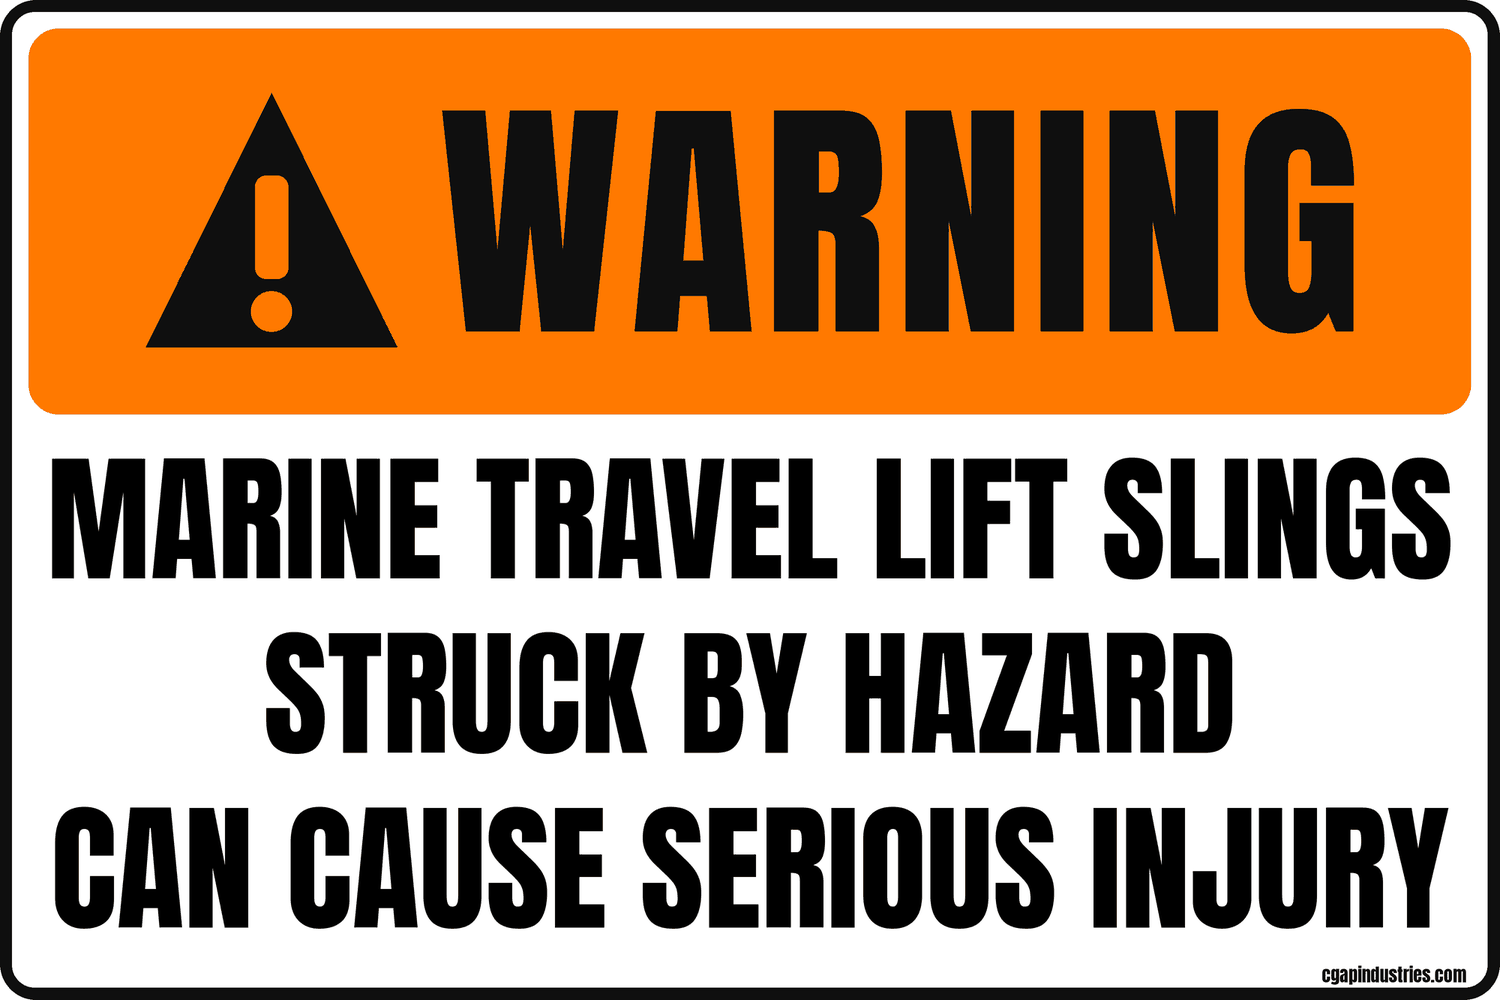 WARNING
MARINE TRAVEL LIFT SLINGS
STRUCK BY HAZARD
CAN CAUSE SERIOUS INJURY
cgapindustries.com